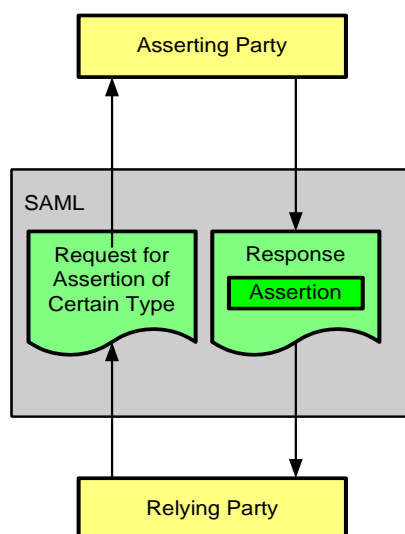 Asserting Party
SAML
Request for
Assertion of
Certain Type
Response
Assertion
Relying Party